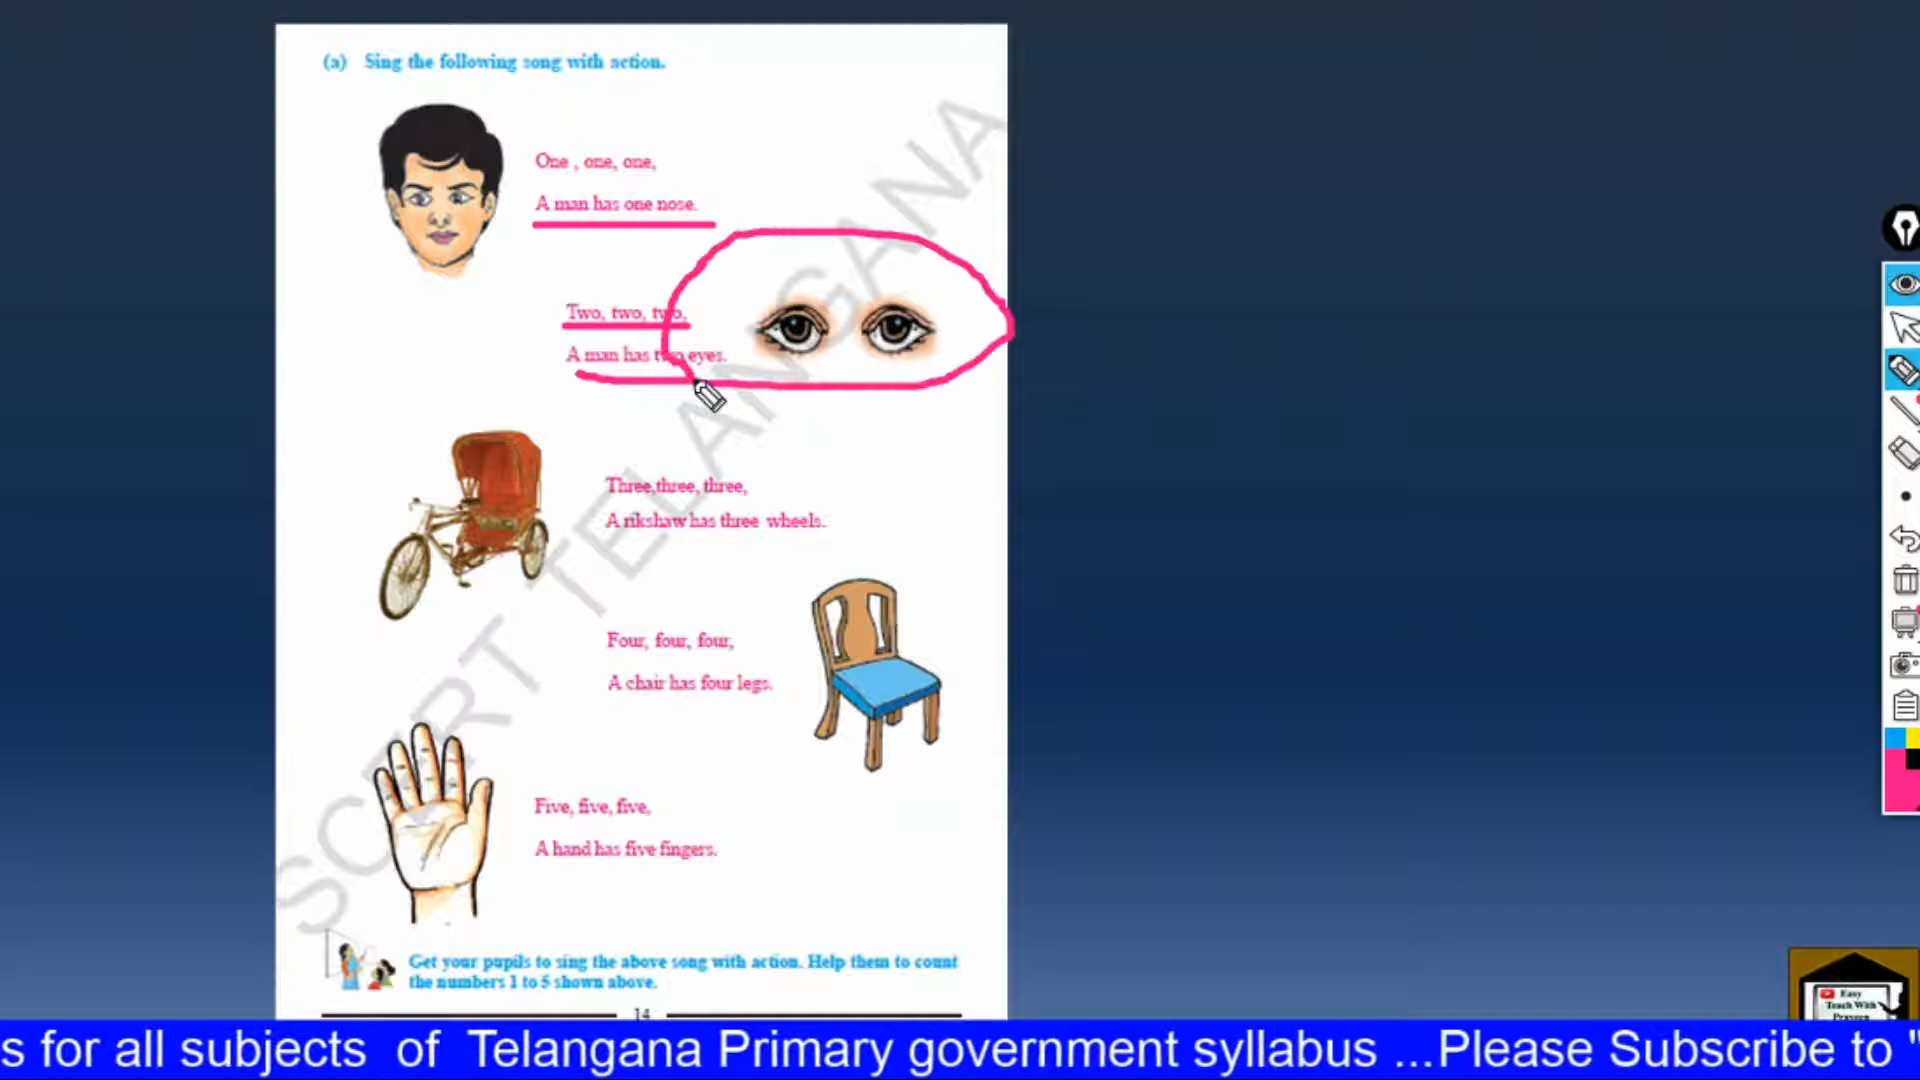 (a) Sing the following song with action.
One , one, one,
A man has one nose.
Two, two, two,
A man has two eyes.
Three,three, three,
A rikshaw has three wheels.
Four, four, four,
A chair has four legs.
Five, five, five,
A hand has five fingers.
SCERT TELANGANA
Get your pupils to sing the above song with action. Help them to count
the numbers 1 to 5 shown above.
14
Easy
Teach With
Praveen
s for all subjects of Telangana Primary government syllabus ...Please Subscribe to "